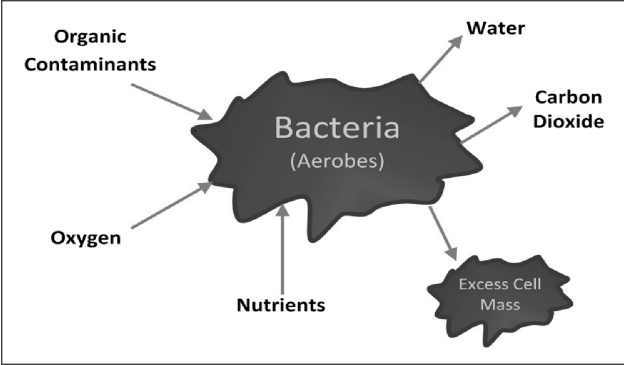 Organic
Contaminants
Water
Carbon
Dioxide
Bacteria
(Aerobes)
Oxygen
Nutrients
Excess Cell
Mass